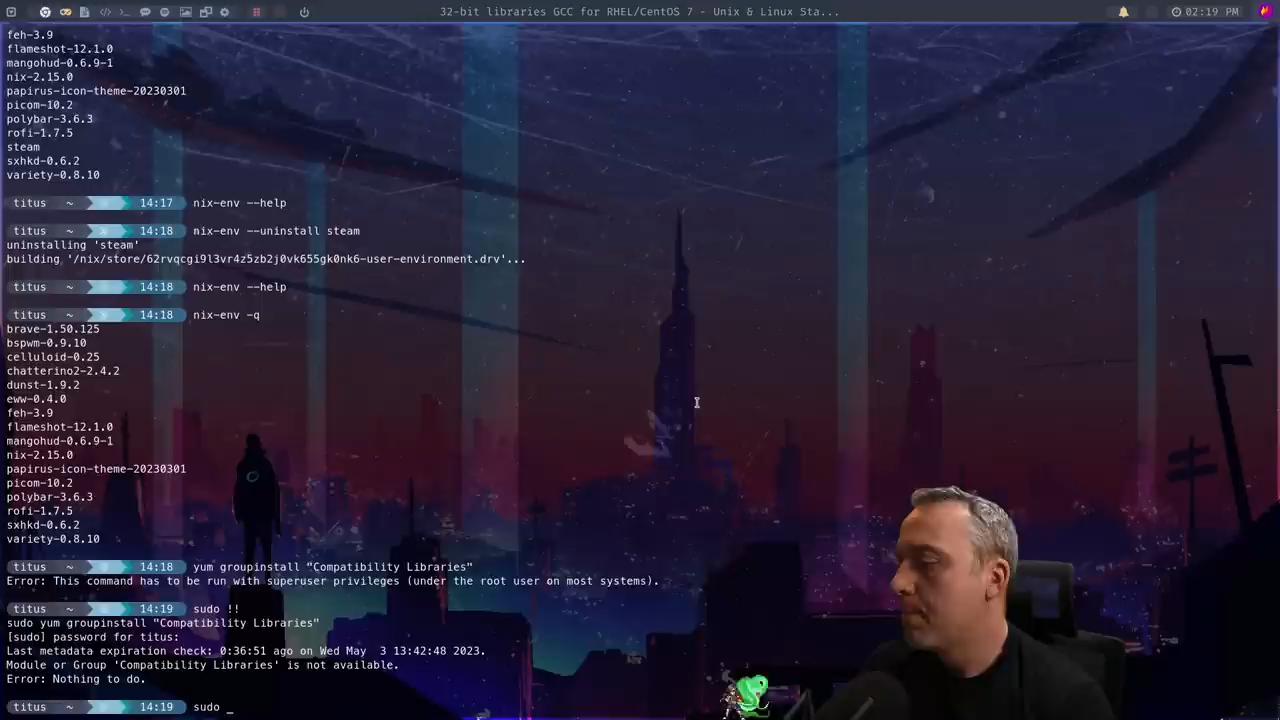 32-bit libraries GCC for RHEL/CentOS 7 - Unix & Linux Sta...
02:19 PM
feh-3.9
flameshot-12.1.0
mangohud-0.6.9-1
nix-2.15.0
papirus-icon-theme-20230301
picom-10.2
polybar-3.6.3
rofi-1.7.5
steam
sxhkd-0.6.2
variety-0.8.10
titus ~ 14:17 nix-env --help
titus ~ 14:18 nix-env --uninstall steam
uninstalling 'steam'
building '/nix/store/62rvqcgi9l3vr4z5zb2j0vk655gk0nk6-user-environment.drv'...
titus ~ 14:18 nix-env --help
titus ~ 14:18 nix-env -q
brave-1.50.125
bspwm-0.9.10
celluloid-0.25
chatterino2-2.4.2
dunst-1.9.2
eww-0.4.0
feh-3.9
flameshot-12.1.0
mangohud-0.6.9-1
nix-2.15.0
papirus-icon-theme-20230301
picom-10.2
polybar-3.6.3
rofi-1.7.5
sxhkd-0.6.2
variety-0.8.10
titus ~ 14:18 yum groupinstall "Compatibility Libraries"
Error: This command has to be run with superuser privileges (under the root user on most systems).
titus ~ 14:19 sudo !!
sudo yum groupinstall "Compatibility Libraries"
[sudo] password for titus:
Last metadata expiration check: 0:36:51 ago on Wed May  3 13:42:48 2023.
Module or Group 'Compatibility Libraries' is not available.
Error: Nothing to do.
titus ~ 14:19 sudo _